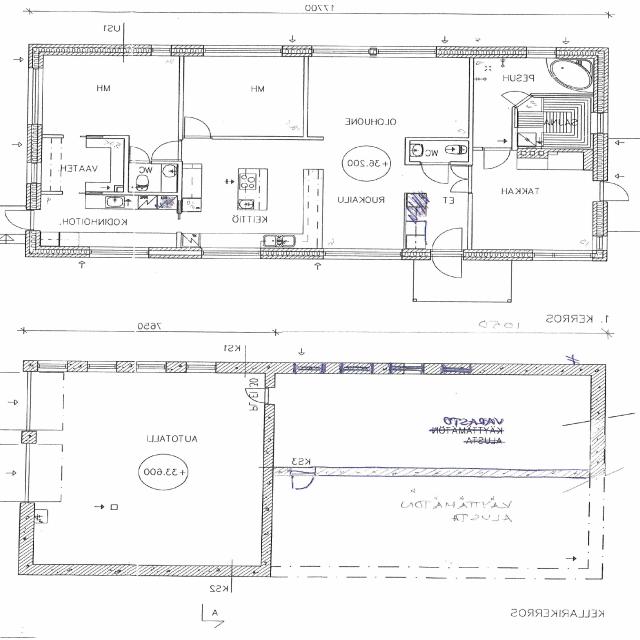 17700
US1
MH
MH
PESUH
SAUNA
OLOHUONE
WC
+36.200
VAATEH
WC
TAKKAH
ET
RUOKAILU
KEITTIÖ
KODINHOITOH.
1. KERROS
7650
1050
KS1
VARASTO
KÄYTTÄMÄTÖN
ALUSTA
AUTOTALLI
KS3
+33.600
KÄYTTÄMÄTÖN
ALUSTA
KS2
A
KELLARIKERROS